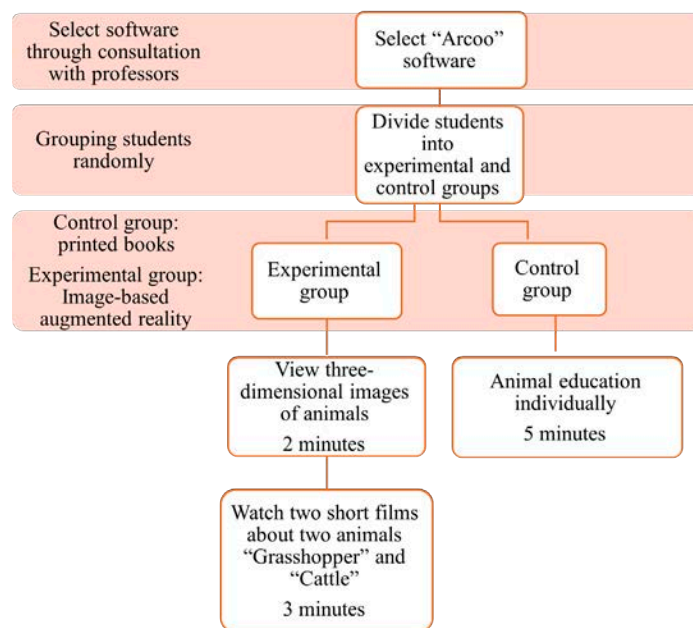 Select software
through consultation
with professors
Select “Arcoo”
software
Grouping students
randomly
Divide students
into
experimental and
control groups
Control group:
printed books
Experimental group:
Image-based
augmented reality
Experimental
group
Control
group
View three-
dimensional images
of animals
2 minutes
Animal education
individually
5 minutes
Watch two short films
about two animals
“Grasshopper” and
“Cattle”
3 minutes